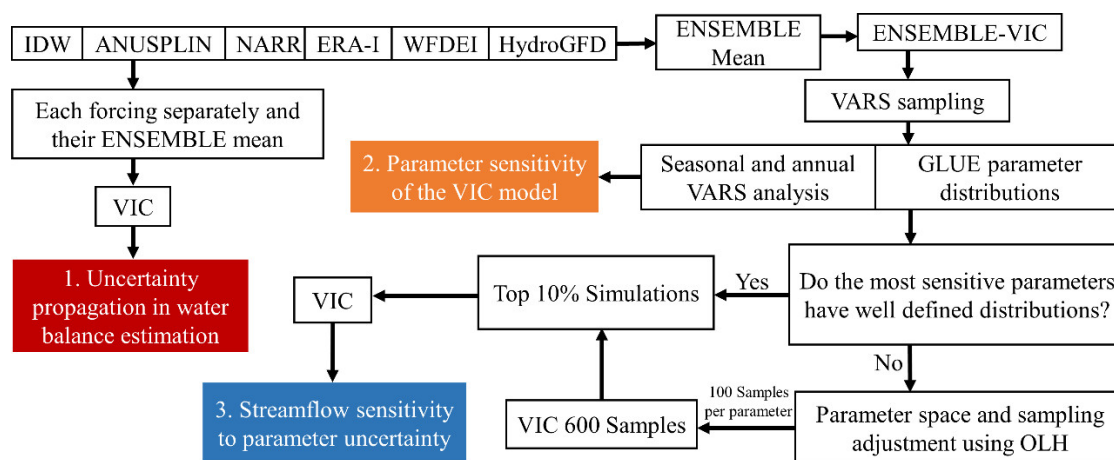 IDW
ANUSPLIN
NARR
ERA-I
WFDEI
HydroGFD
ENSEMBLE
Mean
ENSEMBLE-VIC
Each forcing separately and
their ENSEMBLE mean
VARS sampling
2. Parameter sensitivity
of the VIC model
Seasonal and annual
VARS analysis
GLUE parameter
distributions
VIC
1. Uncertainty
propagation in water
balance estimation
VIC
Top 10% Simulations
Yes
Do the most sensitive parameters
have well defined distributions?
No
3. Streamflow sensitivity
to parameter uncertainty
VIC 600 Samples
100 Samples
per parameter
Parameter space and sampling
adjustment using OLH